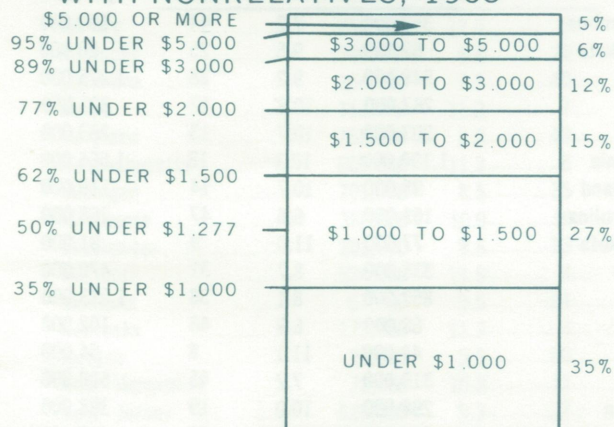 WITH NONRELATIVES,
$5.000 OR MORE 5%
95% UNDER $5.000 $3.000 TO $5.000 6%
89% UNDER $3.000
$2.000 TO $3.000 12%
77% UNDER $2.000
$1.500 TO $2.000 15%
62% UNDER $1.500
50% UNDER $1.277 $1.000 TO $1.500 27%
35% UNDER $1.000
UNDER $1.000 35%